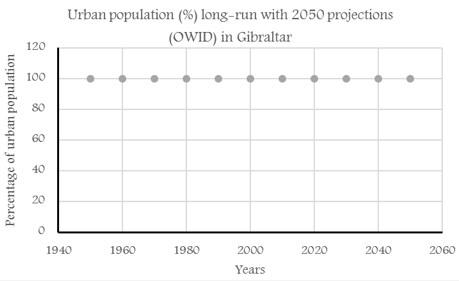 Urban population (%) long-run with 2050 projections
(OWID) in Gibraltar
Percentage of urban population
120
100
80
60
40
20
0
1940 1960 1980 2000 2020 2040 2060
Years